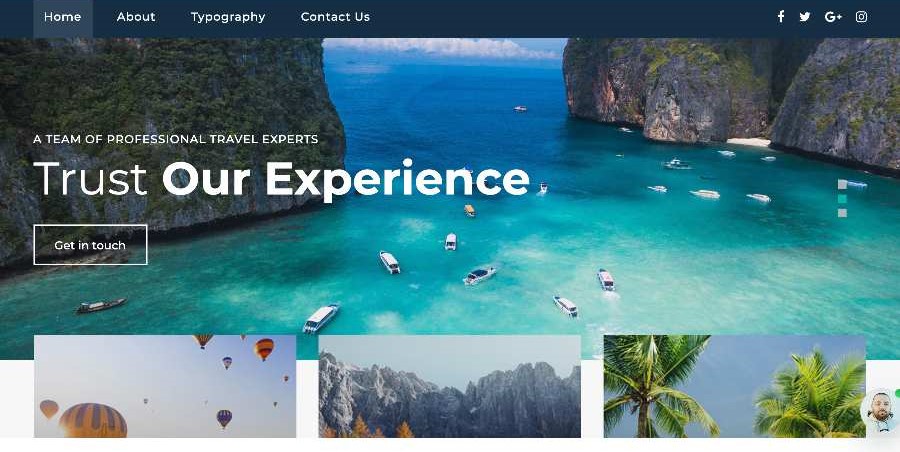 Home
About
Typography
Contact Us
A TEAM OF PROFESSIONAL TRAVEL EXPERTS
Trust Our Experience
Get in touch